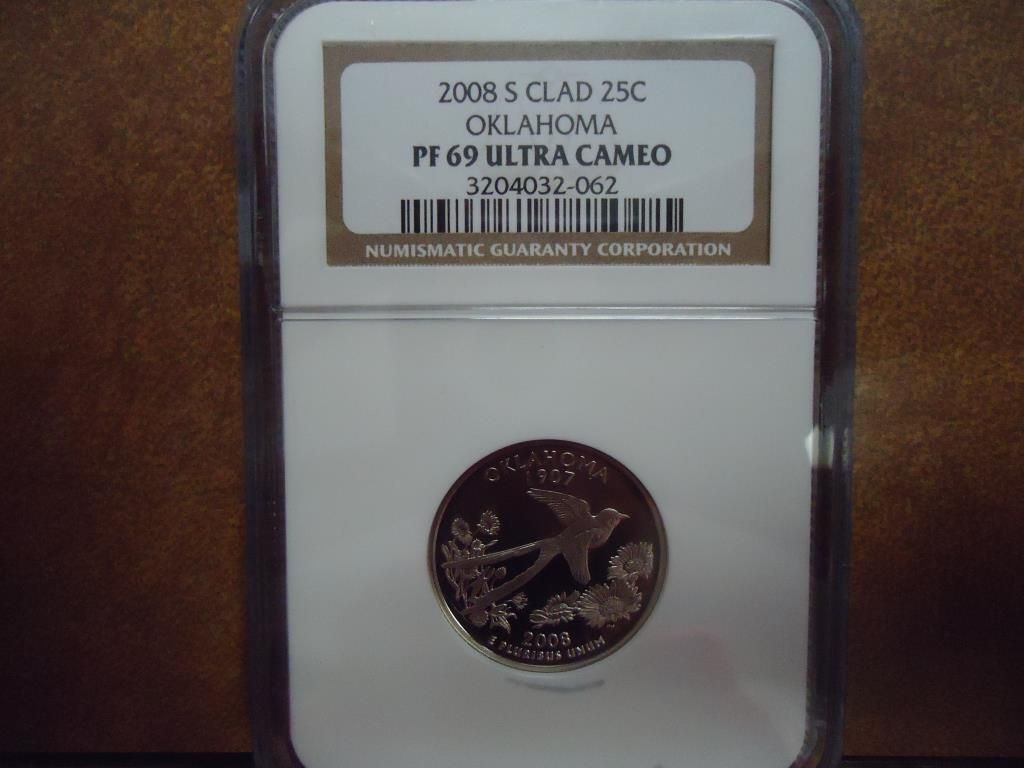 2008 S CLAD 25C
OKLAHOMA
PF 69 ULTRA CAMEO
3204032-062
NUMISMATIC GUARANTY CORPORATION
OKLAHOMA
1907
2008
E PLURIBUS UNUM